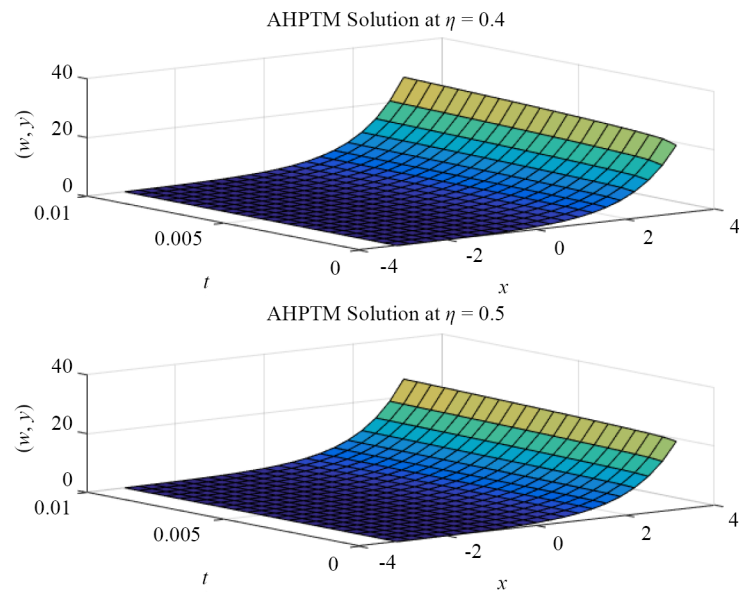 AHPTM Solution at η = 0.4
40
20
0
(w, y)
0.01
0.005
0
t
-4
-2
0
2
4
x
AHPTM Solution at η = 0.5
40
20
0
(w, y)
0.01
0.005
0
t
-4
-2
0
2
4
x